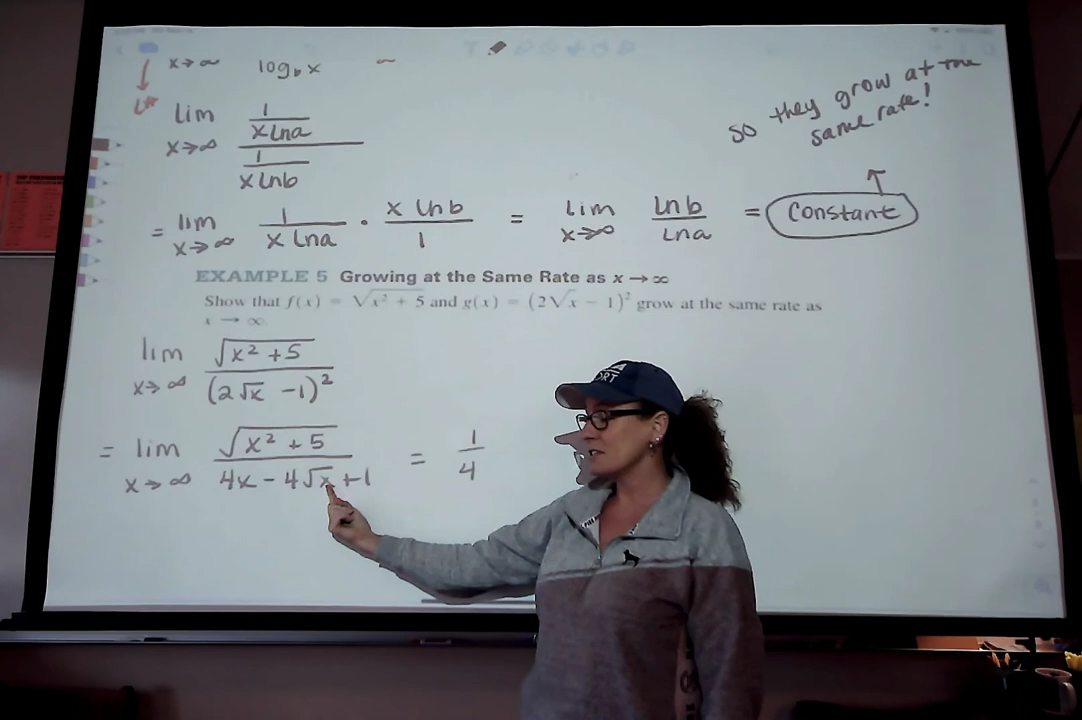 x→∞ log_b x
L'H
lim x→∞ (1/(x ln a))/(1/(x ln b))
so they grow at the
same rate!
= lim x→∞ 1/(x ln a) · (x ln b)/1 = lim x→∞ (ln b)/(ln a) = constant
EXAMPLE 5 Growing at the Same Rate as x → ∞
Show that f(x) = √(x² + 5) and g(x) = (2√x − 1)² grow at the same rate as
x → ∞.
lim x→∞ √(x² + 5)/(2√x − 1)²
= lim x→∞ √(x² + 5)/(4x − 4√x + 1) = 1/4